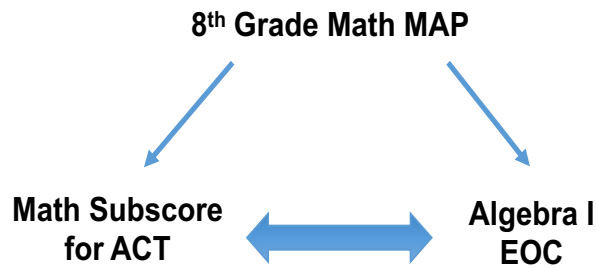 8th Grade Math MAP
Math Subscore
for ACT
Algebra I
EOC